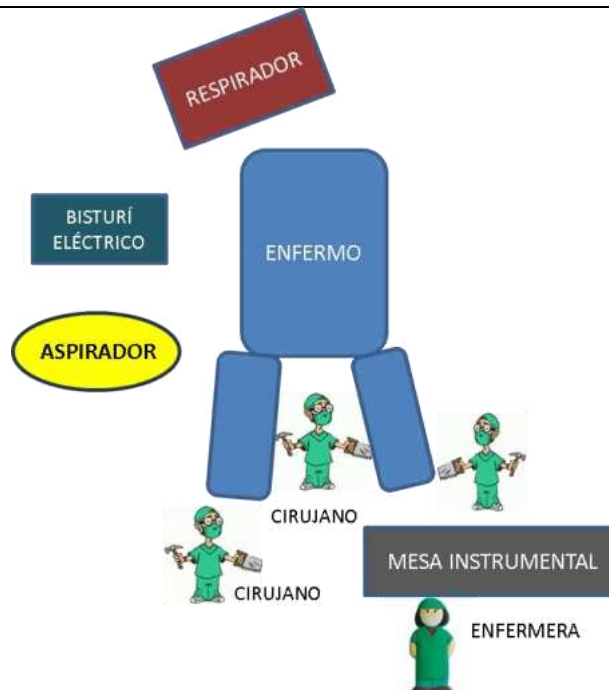 RESPIRADOR
BISTURÍ
ELÉCTRICO
ENFERMO
ASPIRADOR
CIRUJANO
MESA INSTRUMENTAL
CIRUJANO
ENFERMERA